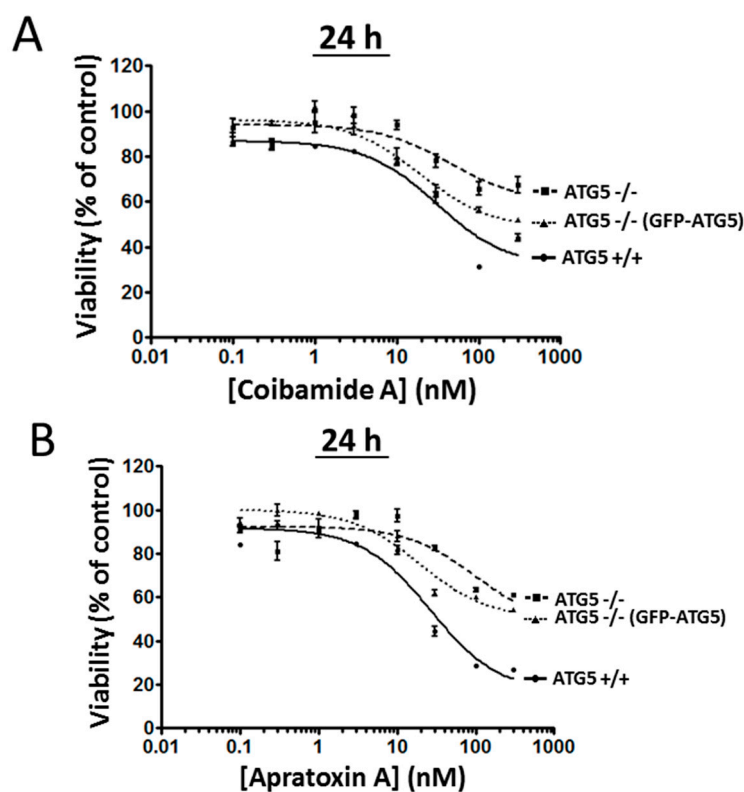 A
24 h
Viability (% of control)
120
100
80
60
40
20
0
ATG5 -/-
ATG5 -/- (GFP-ATG5)
ATG5 +/+
0.01 0.1 1 10 100 1000
[Coibamide A] (nM)
B
24 h
Viability (% of control)
120
100
80
60
40
20
0
ATG5 -/-
ATG5 -/- (GFP-ATG5)
ATG5 +/+
0.01 0.1 1 10 100 1000
[Apratoxin A] (nM)